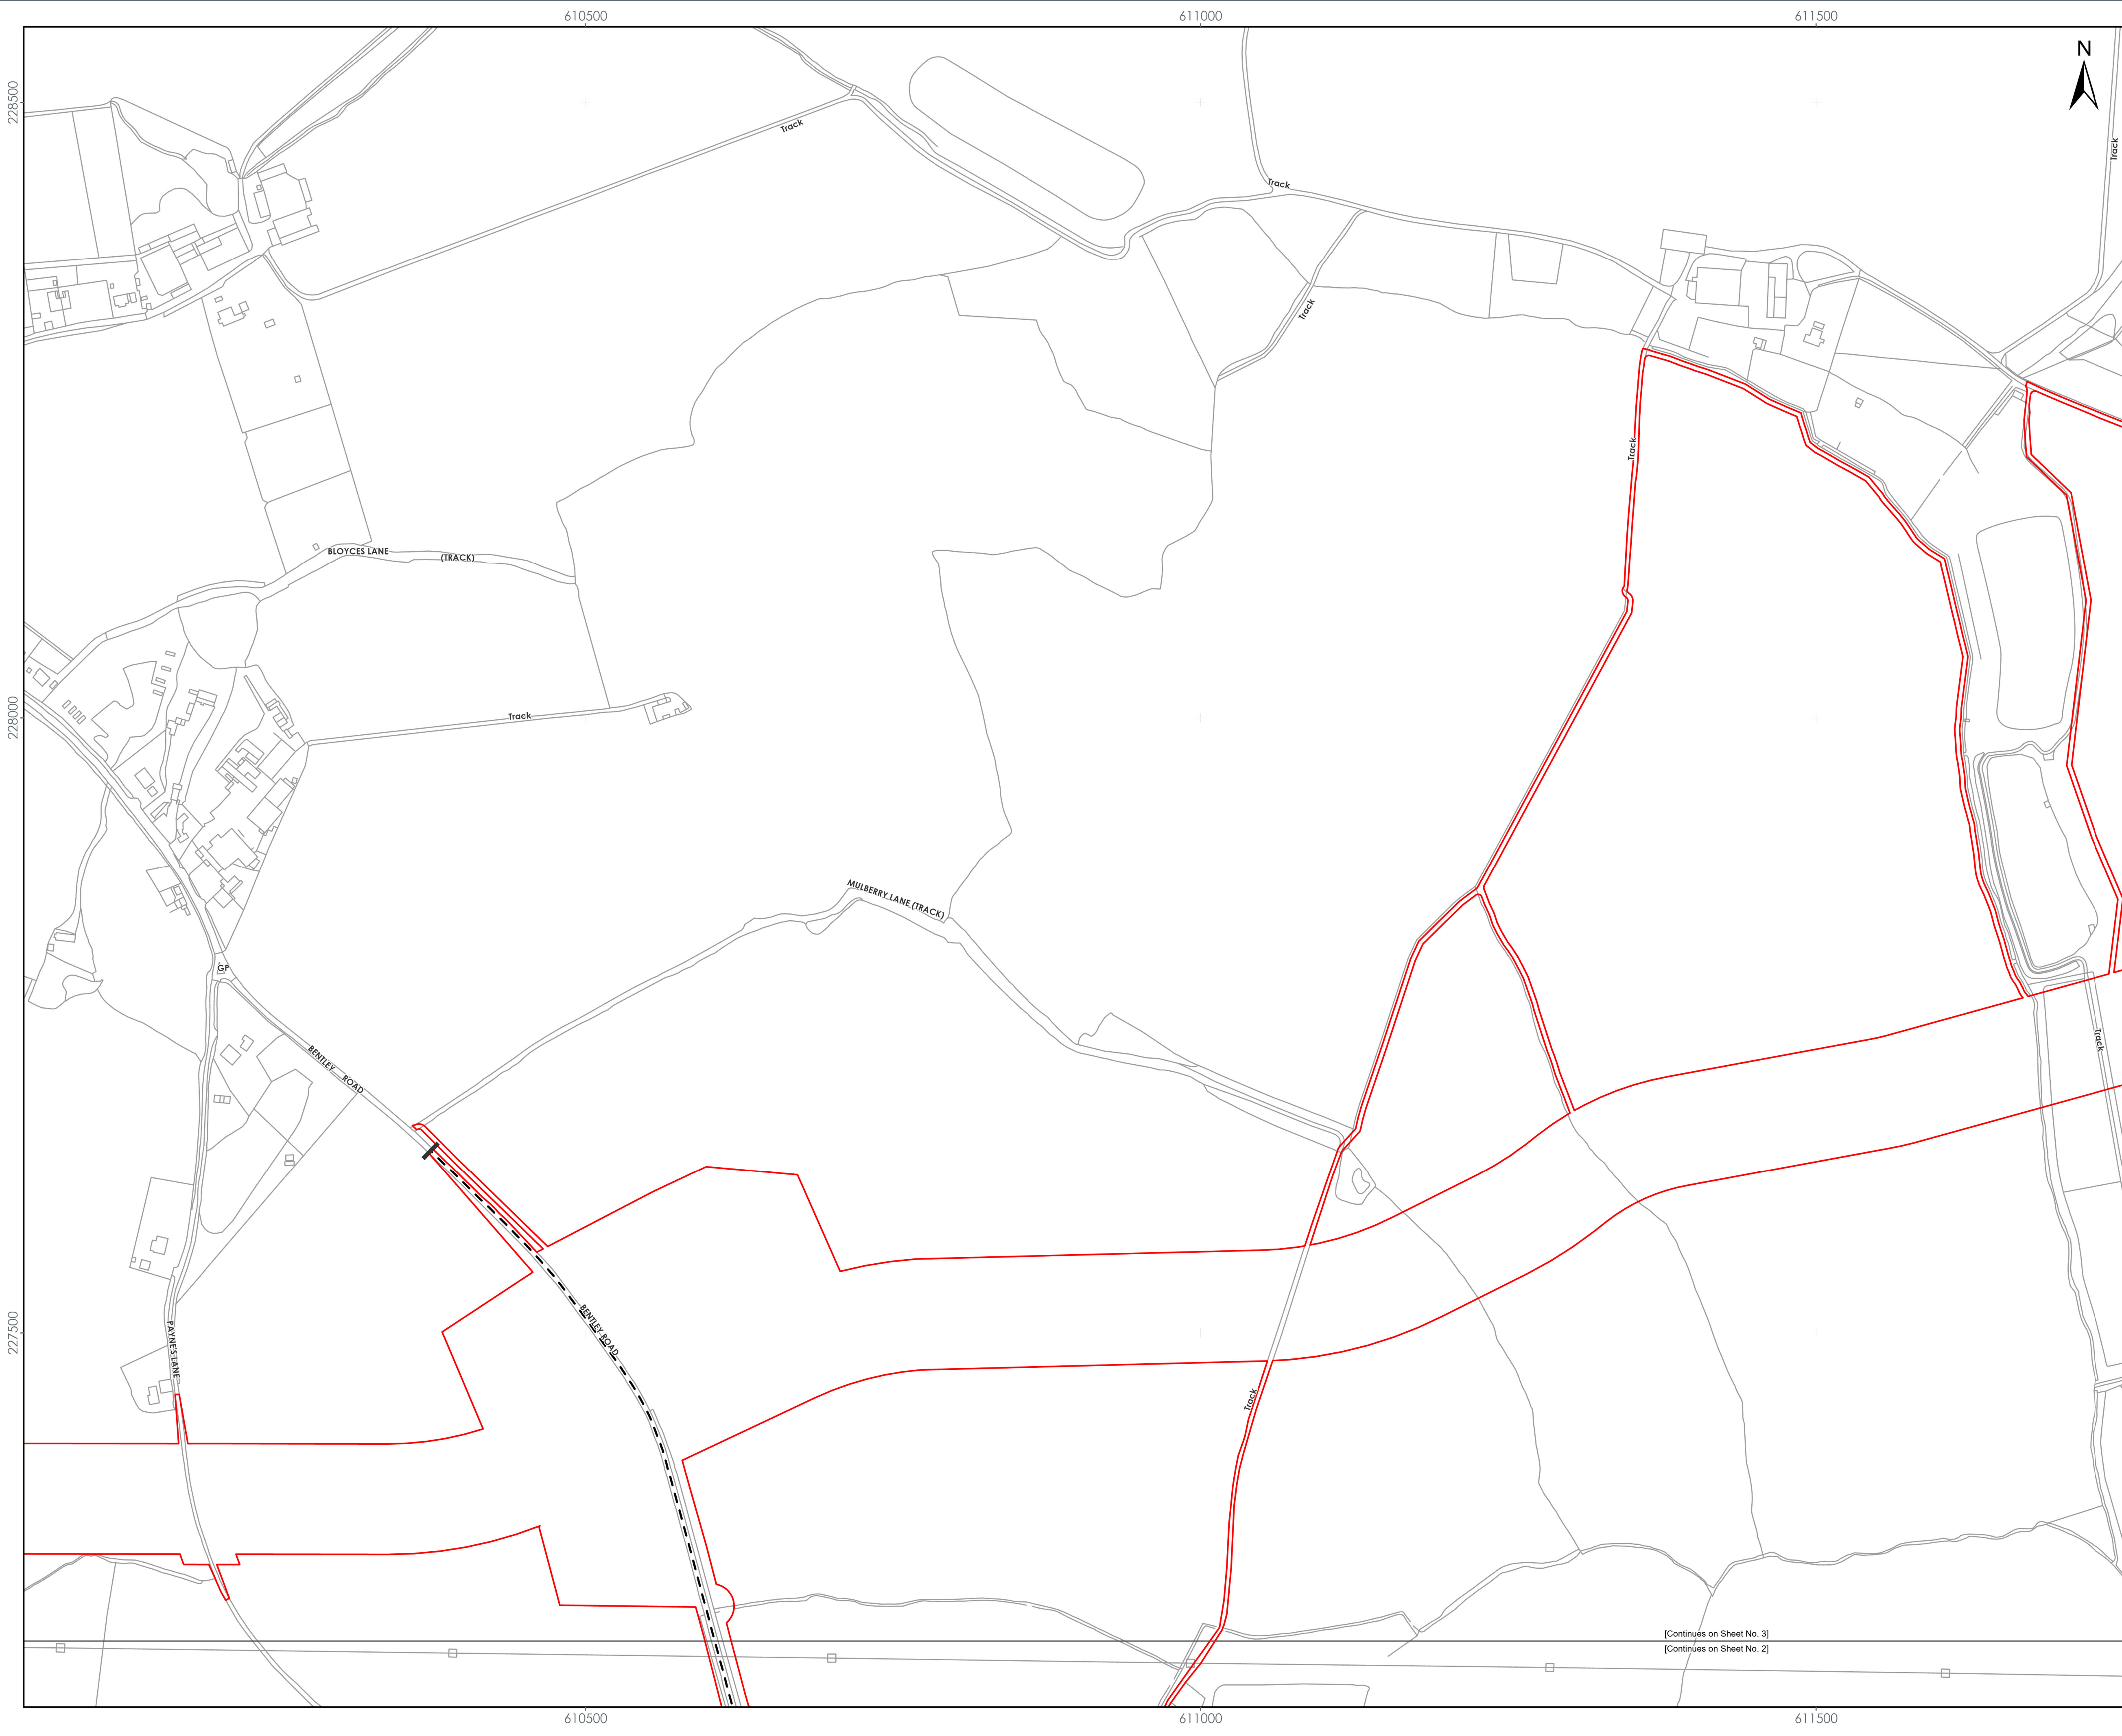 610500
611000
611500
N
228500
Track
Track
Track
Track
Track
BLOYCES LANE
(TRACK)
228000
Track
MULBERRY LANE (TRACK)
GP
BENTLEY ROAD
Track
227500
BENTLEY ROAD
PAYNE'S LANE
Track
[Continues on Sheet No. 3]
[Continues on Sheet No. 2]
610500
611000
611500